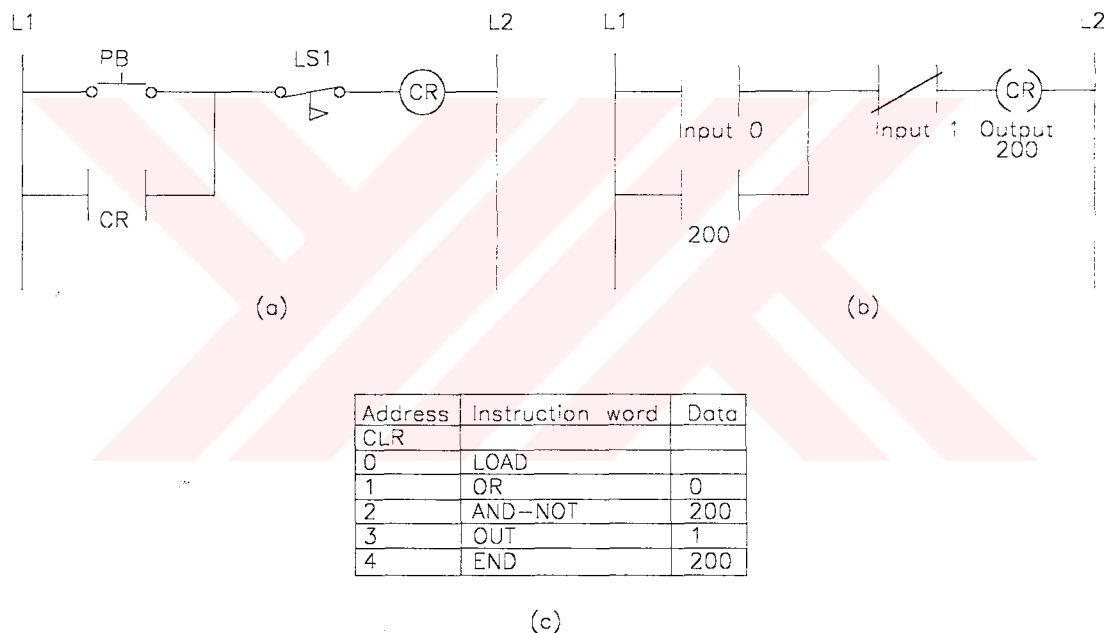 L1 L2
PB LS1
CR
CR
(a)
L1 L2
Input 0 Input 1 Output
CR
200
200
(b)
Address Instruction word Data
CLR
0 LOAD
1 OR 0
2 AND-NOT 200
3 OUT 1
4 END 200
(c)